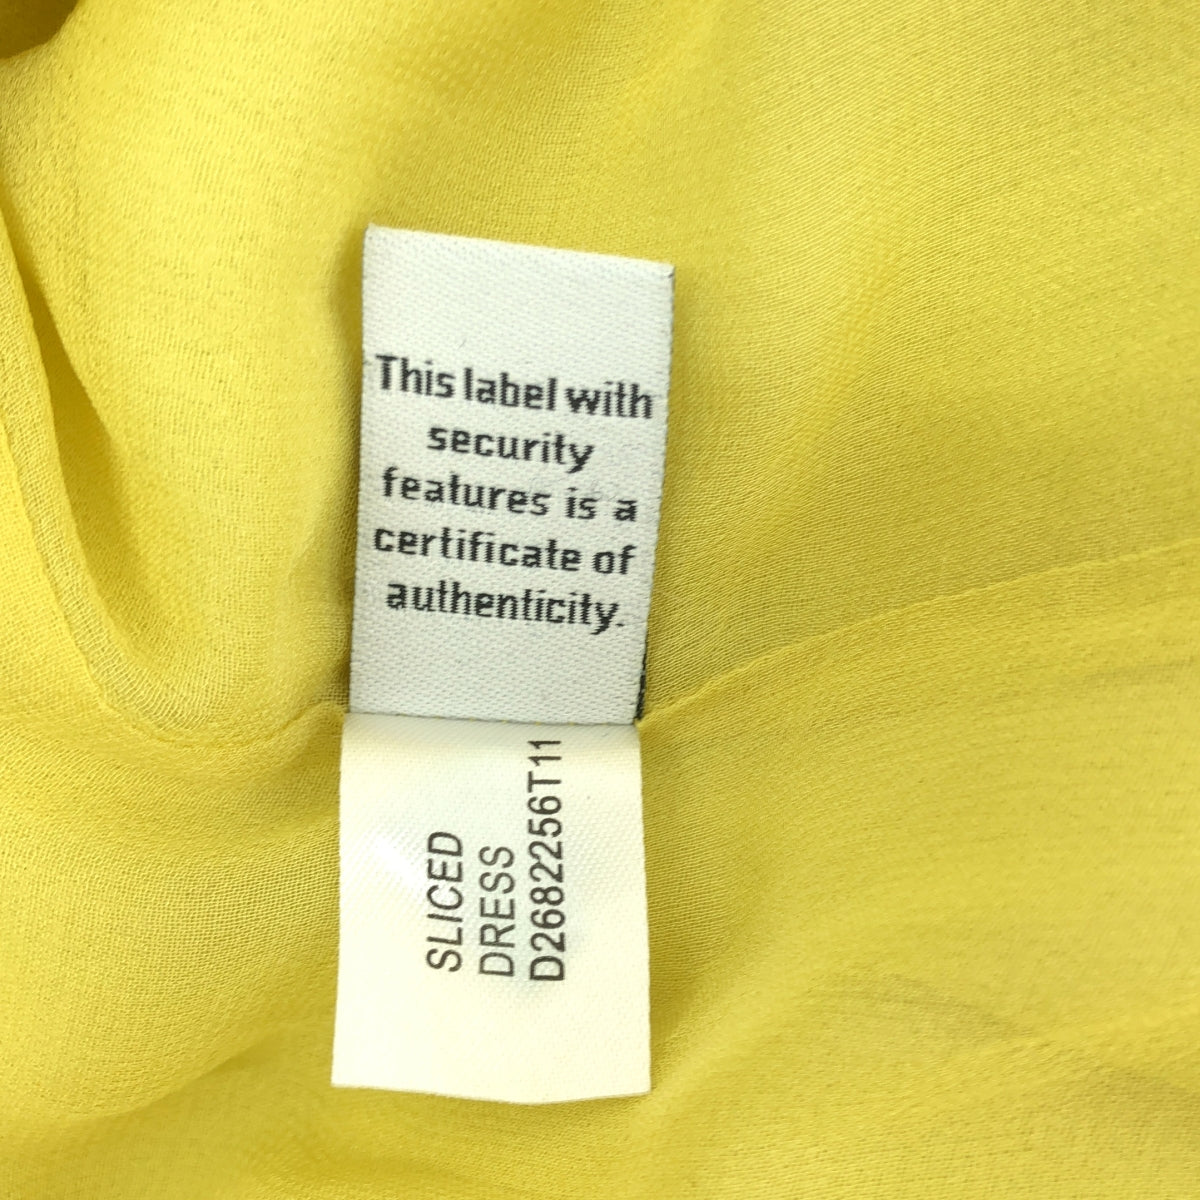 This label with
security
features is a
certificate of
authenticity.
SLICED
DRESS
D2682256T11